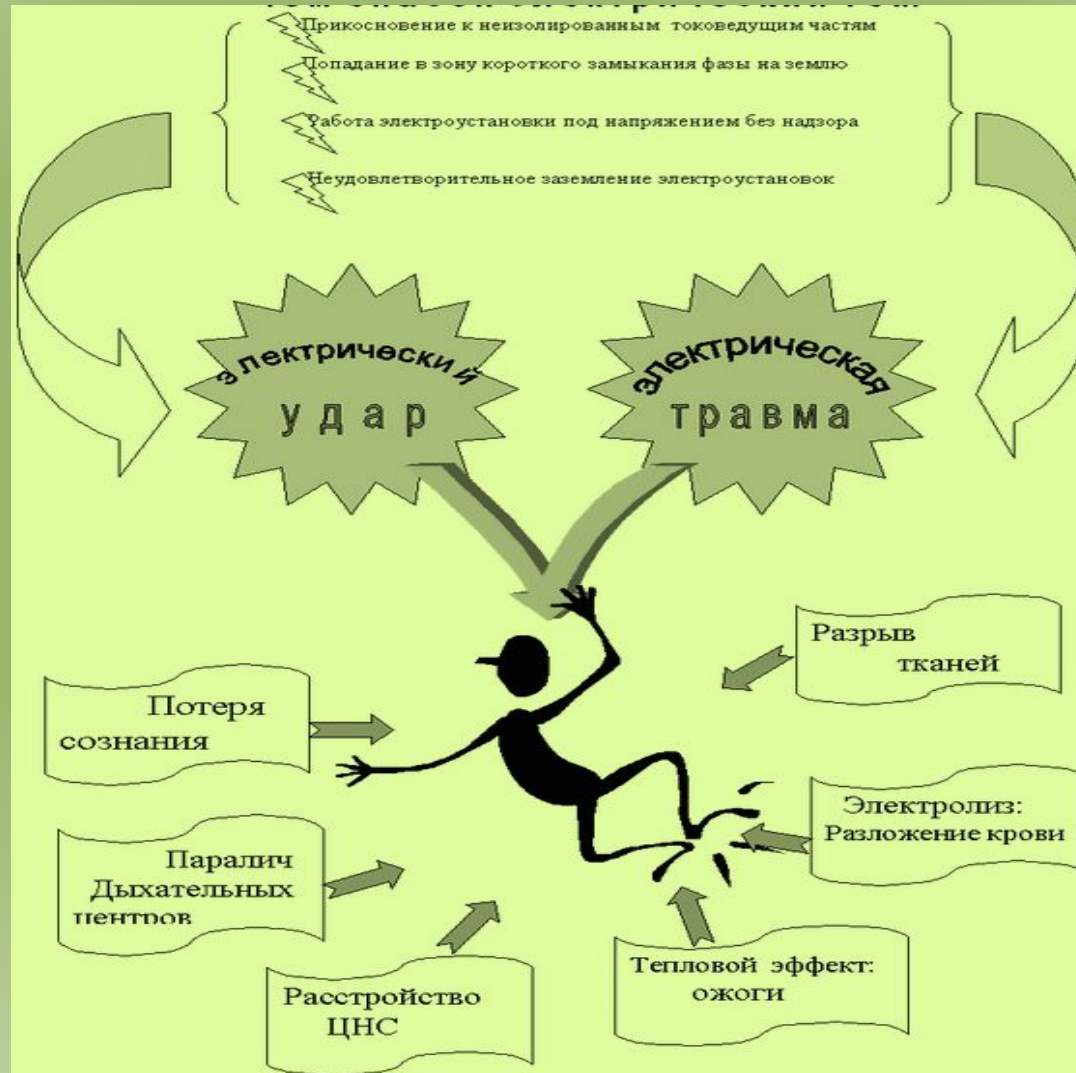 Прикосновение к неизолированным токоведущим частям
Попадание в зону короткого замыкания фазы на землю
Работа электроустановки под напряжением без надзора
Неудовлетворительное заземление электроустановок
электрический
удар
электрическая
травма
Разрыв
тканей
Потеря
сознания
Электролиз:
Разложение крови
Паралич
Дыхательных
центров
Тепловой эффект:
ожоги
Расстройство
ЦНС